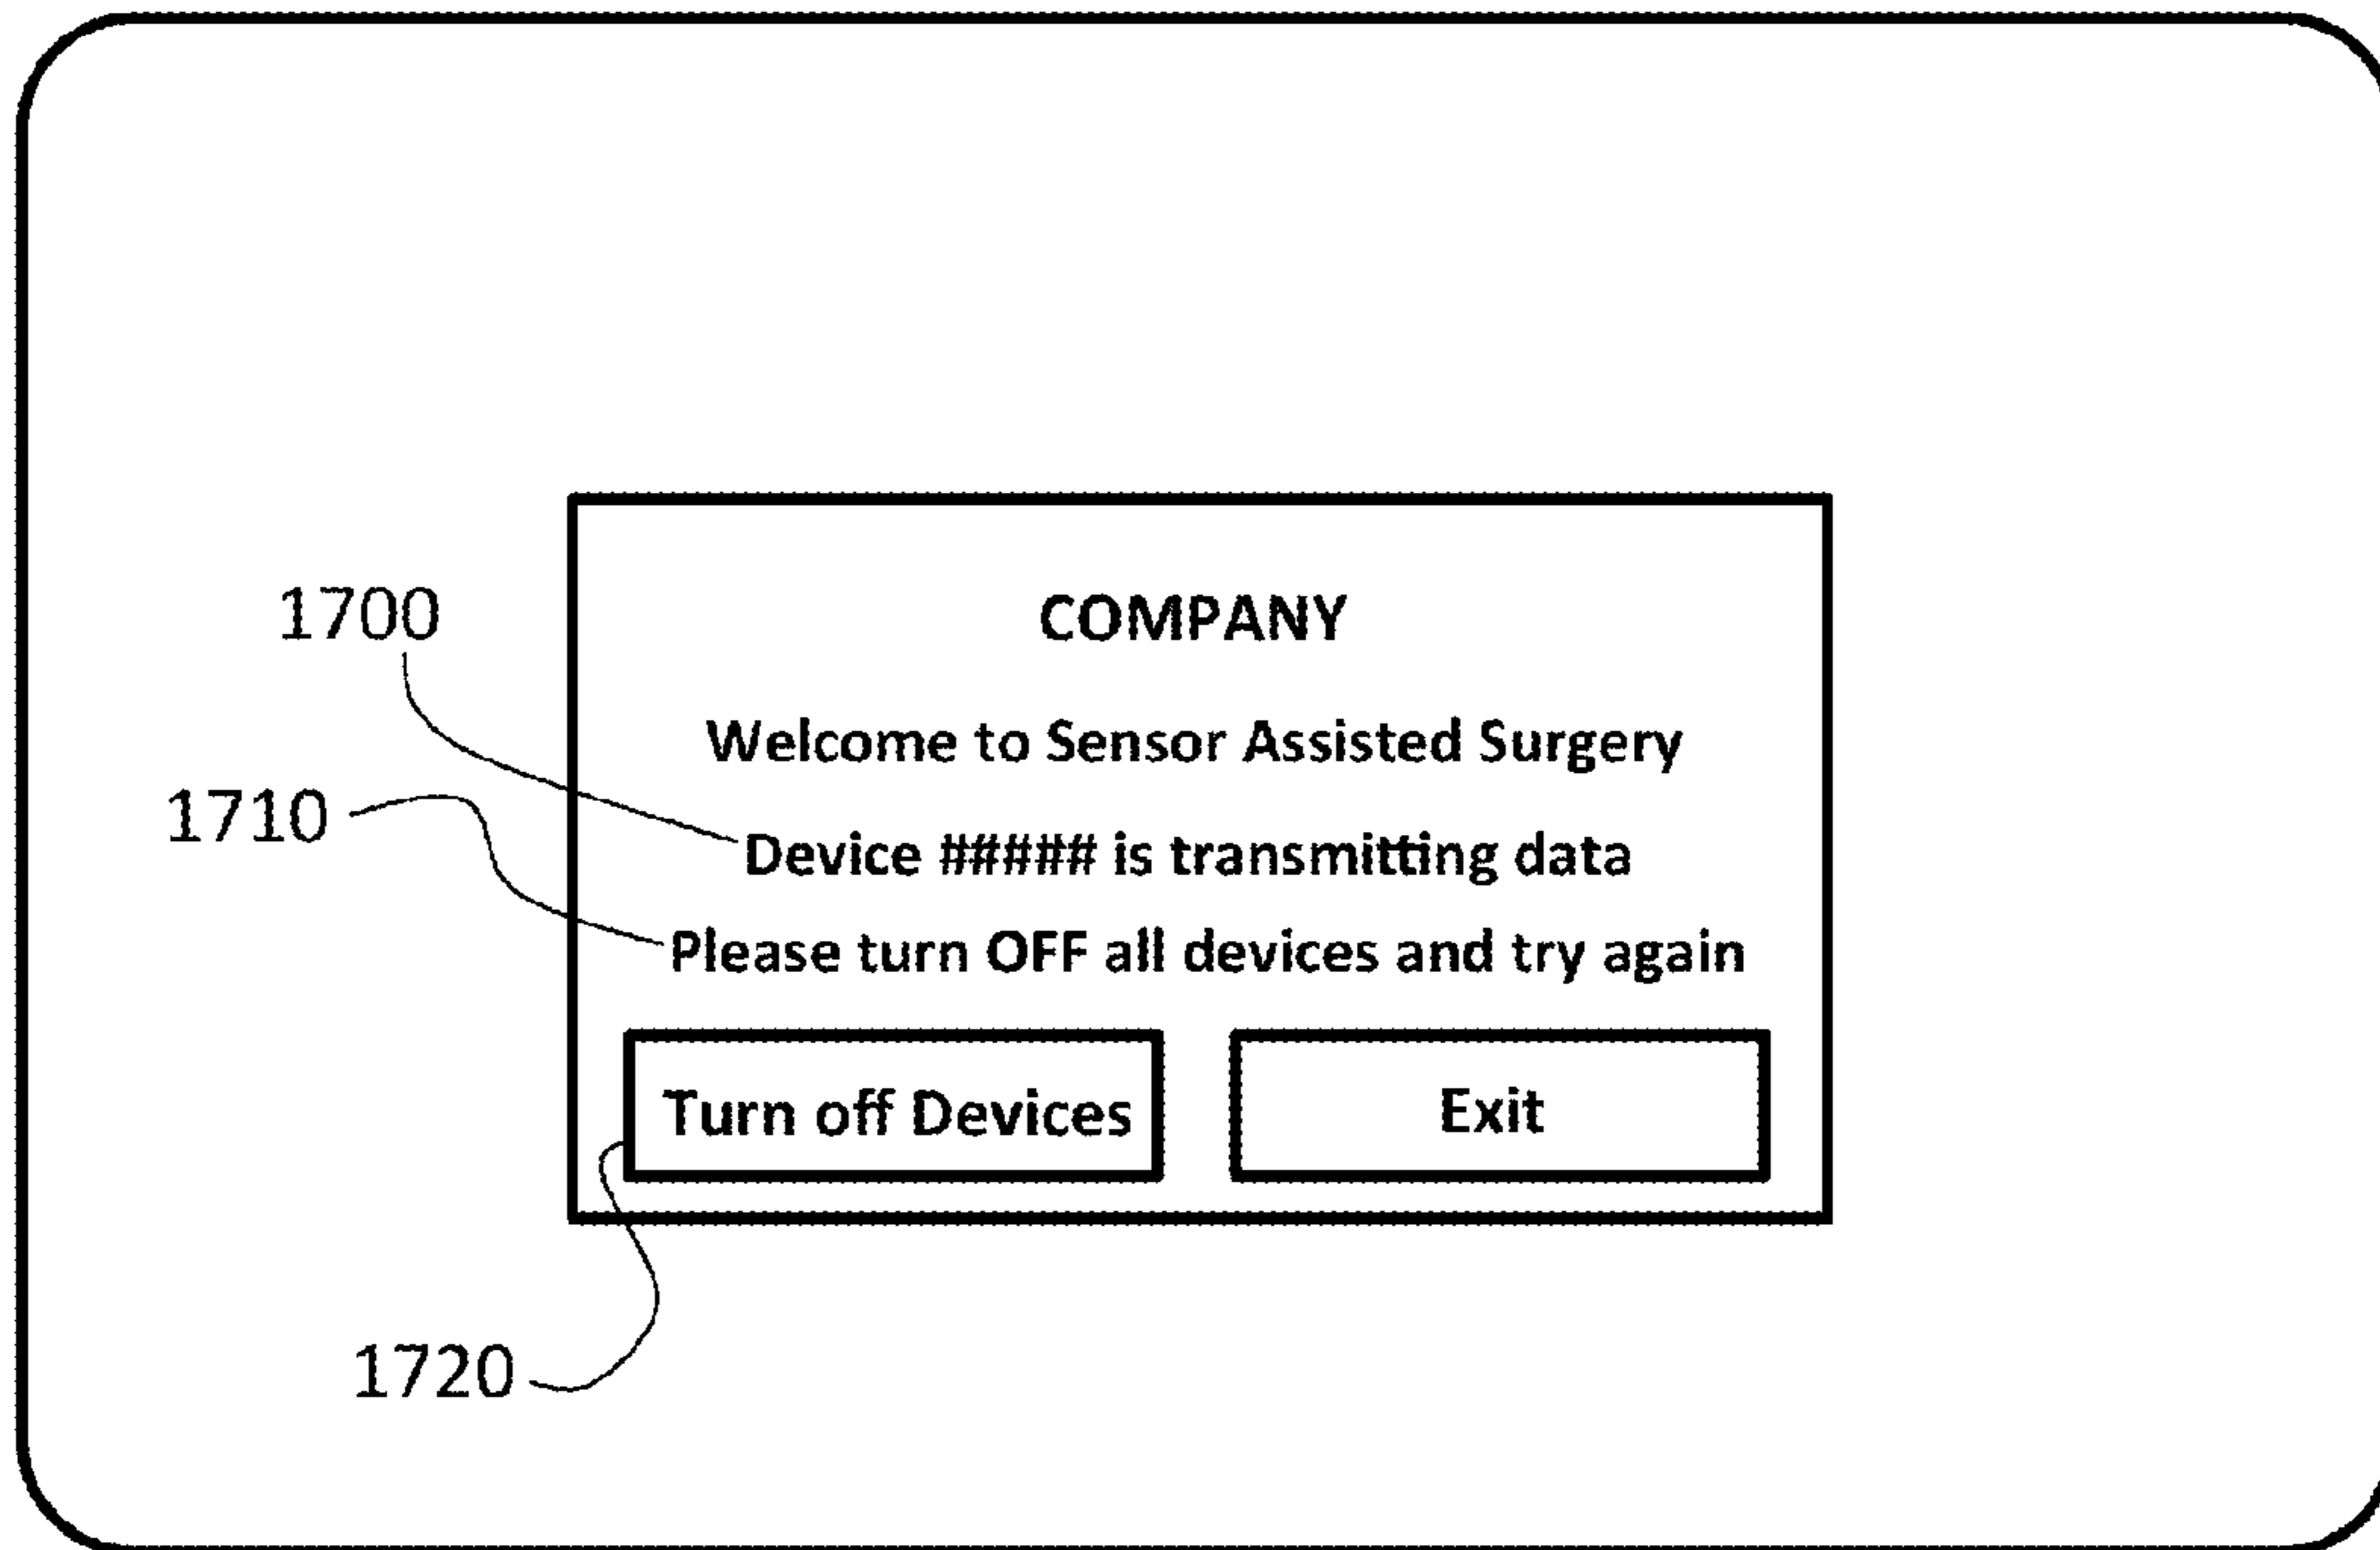 COMPANY
1700
Welcome to Sensor Assisted Surgery
1710
Device ##### is transmitting data
Please turn OFF all devices and try again
Turn off Devices
Exit
1720